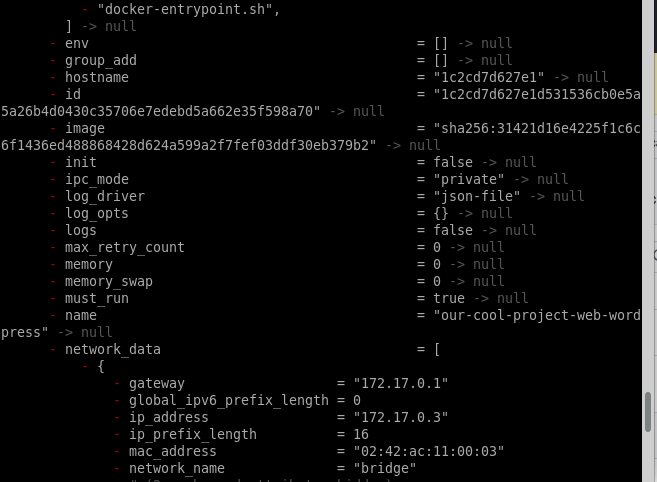 - "docker-entrypoint.sh",
] -> null
- env = [] -> null
- group_add = [] -> null
- hostname = "1c2cd7d627e1" -> null
- id = "1c2cd7d627e1d531536cb0e5a
5a26b4d0430c35706e7edebd5a662e35f598a70" -> null
- image = "sha256:31421d16e4225f1c6c
6f1436ed488868428d624a599a2f7fef03ddf30eb379b2" -> null
- init = false -> null
- ipc_mode = "private" -> null
- log_driver = "json-file" -> null
- log_opts = {} -> null
- logs = false -> null
- max_retry_count = 0 -> null
- memory = 0 -> null
- memory_swap = 0 -> null
- must_run = true -> null
- name = "our-cool-project-web-word
press" -> null
- network_data = [
- {
- gateway = "172.17.0.1"
- global_ipv6_prefix_length = 0
- ip_address = "172.17.0.3"
- ip_prefix_length = 16
- mac_address = "02:42:ac:11:00:03"
- network_name = "bridge"